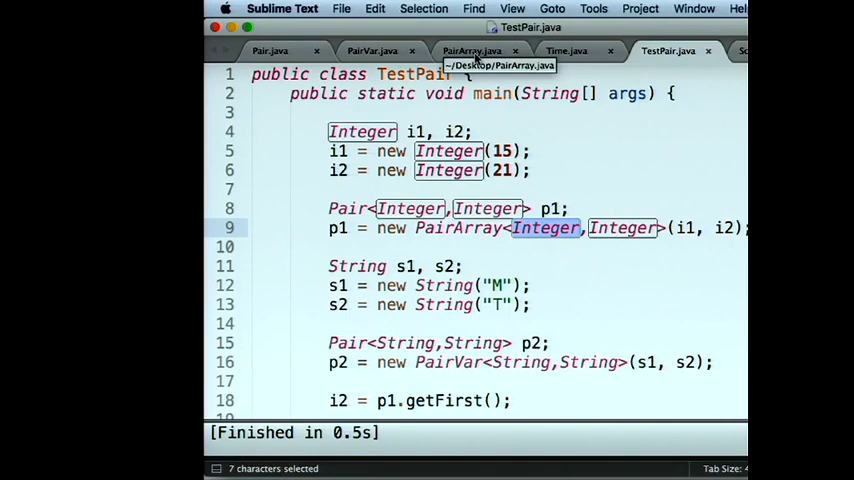 Sublime Text File Edit Selection Find View Goto Tools Project Window
TestPair.java
Pair.java × PairVar.java × PairArray.java × Time.java × TestPair.java ×
~/Desktop/PairArray.java
1 public class TestPair {
2 public static void main(String[] args) {
3
4 Integer i1, i2;
5 i1 = new Integer(15);
6 i2 = new Integer(21);
7
8 Pair<Integer,Integer> p1;
9 p1 = new PairArray<Integer,Integer>(i1, i2);
10
11 String s1, s2;
12 s1 = new String("M");
13 s2 = new String("T");
14
15 Pair<String,String> p2;
16 p2 = new PairVar<String,String>(s1, s2);
17
18 i2 = p1.getFirst();
[Finished in 0.5s]
7 characters selected
Tab Size: